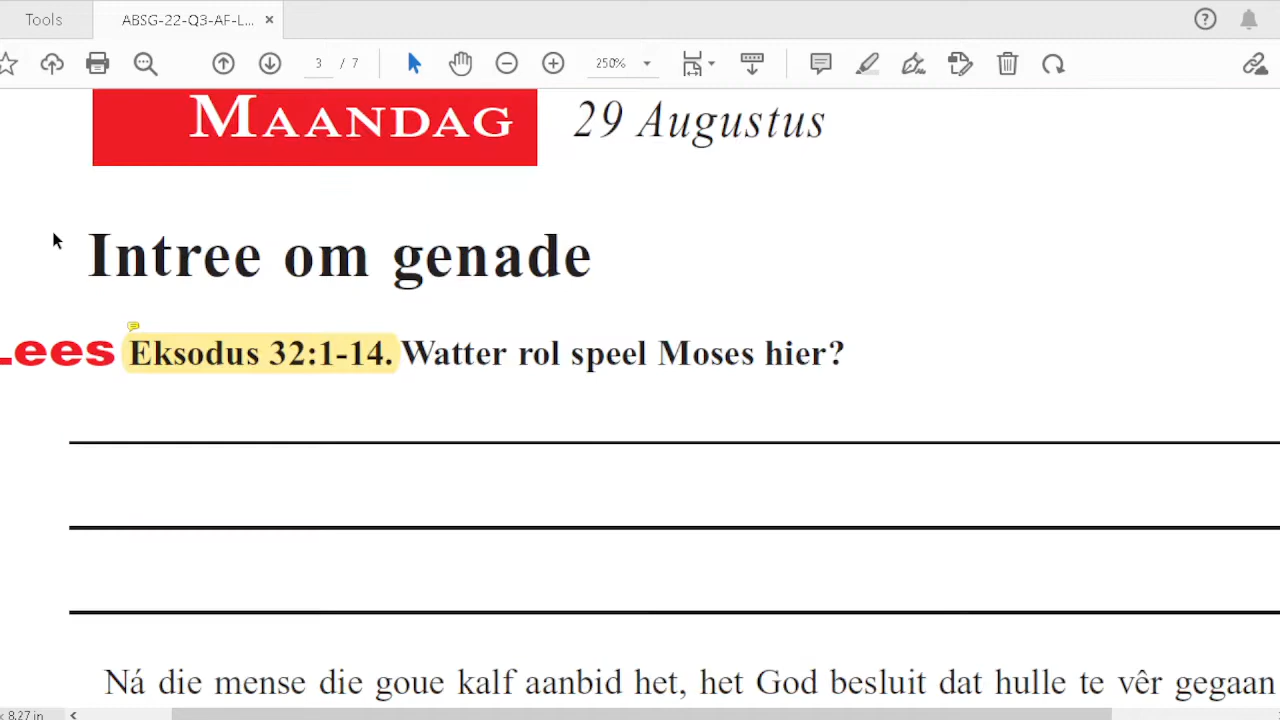 Tools ABSG-22-Q3-AF-L... ×
3 / 7 250%
MAANDAG 29 Augustus
Intree om genade
Lees Eksodus 32:1-14. Watter rol speel Moses hier?
Ná die mense die goue kalf aanbid het, het God besluit dat hulle te vêr gegaan
x 8,27 in